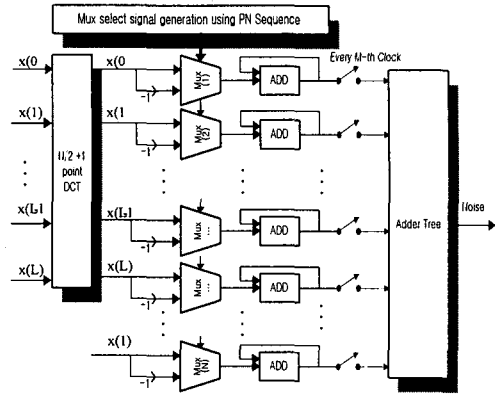 Mux select signal generation using PN Sequence
x(0
x(0
-1
Mux
(1)
ADD
Every M-th Clock
x(1)
x(1
-1
Mux
(2)
ADD
N/2 +1
point
DCT
x(L-1
x(L-1
-1
Mux
...
ADD
Adder Tree
Noise
x(L)
x(L)
-1
Mux
...
ADD
x(1)
-1
Mux
(N)
ADD